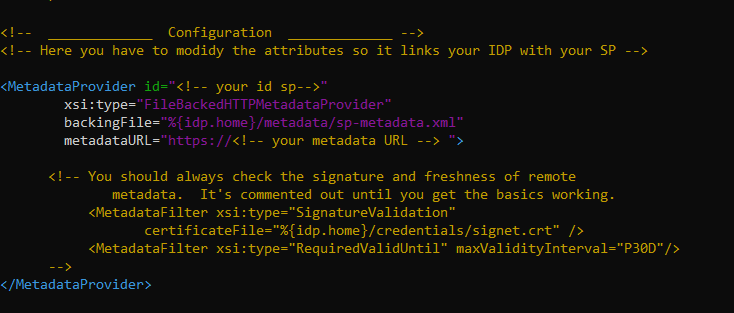 <!-- _____________ Configuration _____________ -->
<!-- Here you have to modidy the attributes so it links your IDP with your SP -->
<MetadataProvider id="<!-- your id sp-->"
xsi:type="FileBackedHTTPMetadataProvider"
backingFile="%{idp.home}/metadata/sp-metadata.xml"
metadataURL="https://<!-- your metadata URL --> ">
<!-- You should always check the signature and freshness of remote
metadata.  It's commented out until you get the basics working.
<MetadataFilter xsi:type="SignatureValidation"
certificateFile="%{idp.home}/credentials/signet.crt" />
<MetadataFilter xsi:type="RequiredValidUntil" maxValidityInterval="P30D"/>
-->
</MetadataProvider>